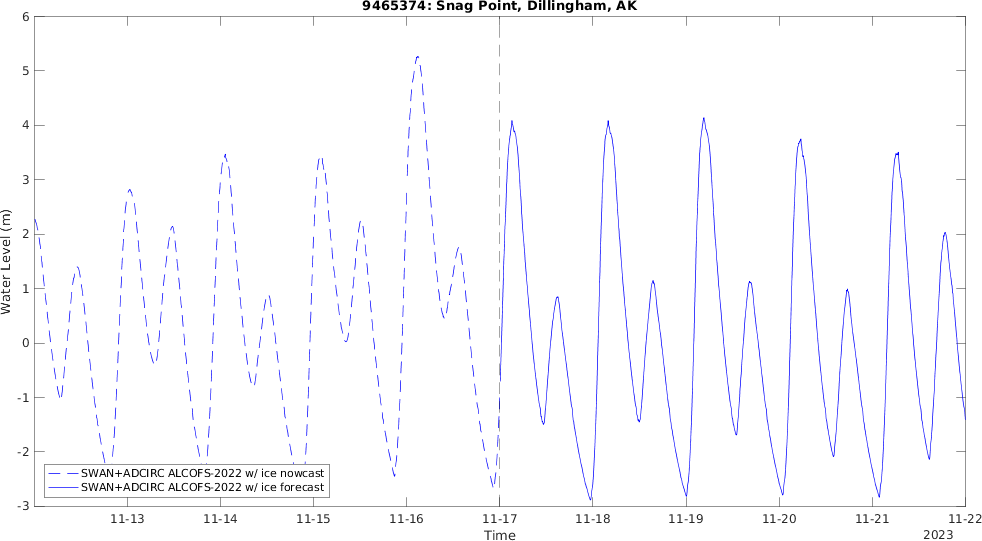 9465374: Snag Point, Dillingham, AK
6
5
4
3
2
1
0
-1
-2
-3
Water Level (m)
SWAN+ADCIRC ALCOFS-2022 w/ ice nowcast
SWAN+ADCIRC ALCOFS-2022 w/ ice forecast
11-13 11-14 11-15 11-16 11-17 11-18 11-19 11-20 11-21 11-22
Time
2023